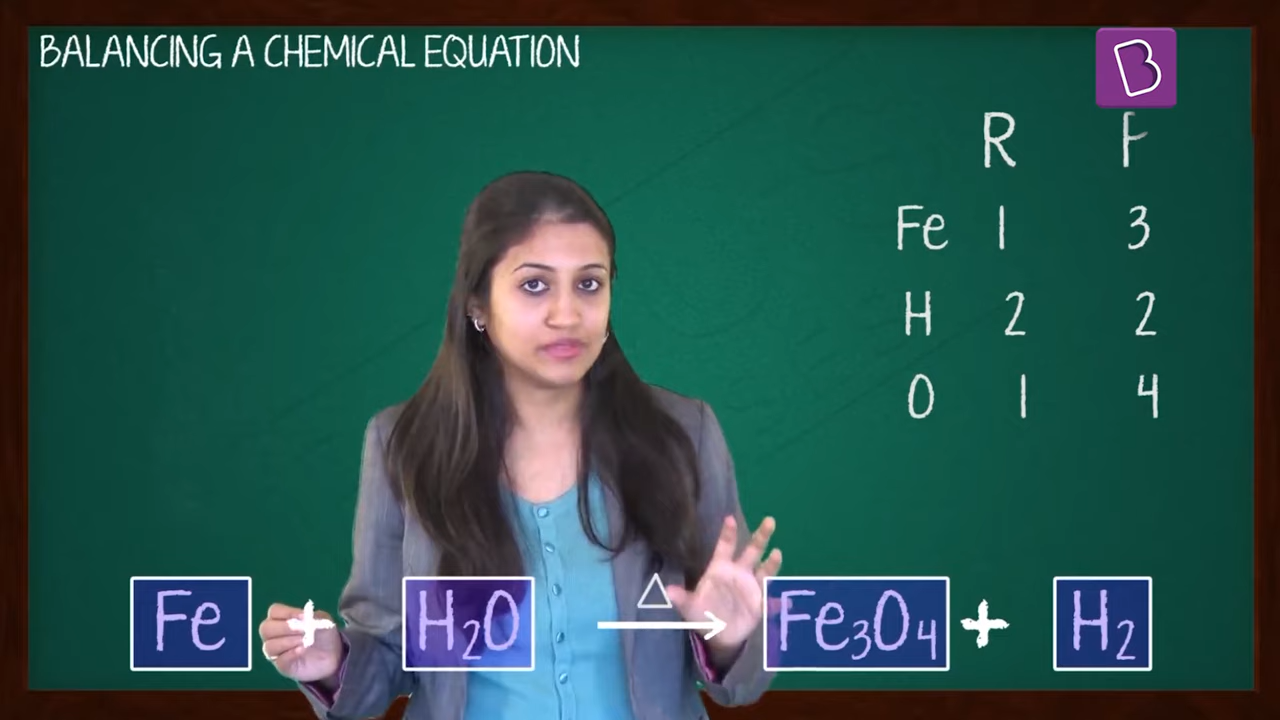 BALANCING A CHEMICAL EQUATION
B
R
Fe 1 3
H 2 2
O 1 4
Fe + H₂O △→ Fe₃O₄ + H₂